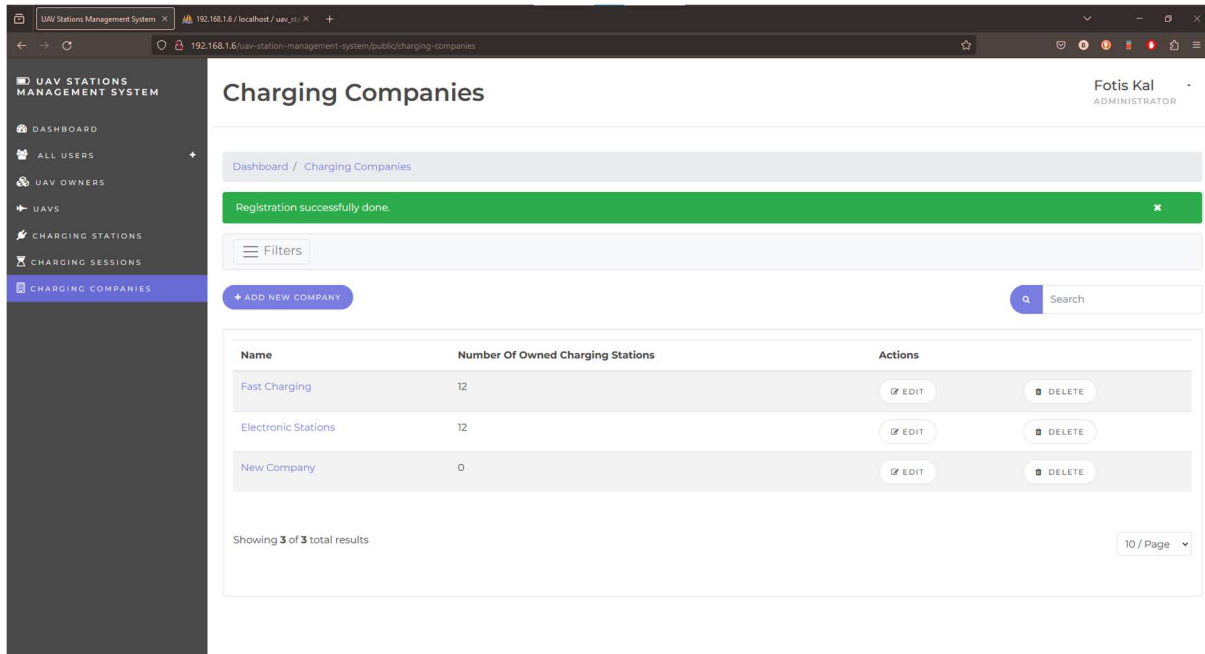 UAV Stations Management System
192.168.1.6 / localhost / uav_sta
192.168.1.6/uav-station-management-system/public/charging-companies
UAV STATIONS
MANAGEMENT SYSTEM
DASHBOARD
ALL USERS +
UAV OWNERS
UAVS
CHARGING STATIONS
CHARGING SESSIONS
CHARGING COMPANIES
Charging Companies
Fotis Kal
ADMINISTRATOR
Dashboard / Charging Companies
Registration successfully done.
Filters
+ ADD NEW COMPANY
Search
Name Number Of Owned Charging Stations Actions
Fast Charging 12 EDIT DELETE
Electronic Stations 12 EDIT DELETE
New Company 0 EDIT DELETE
Showing 3 of 3 total results
10 / Page